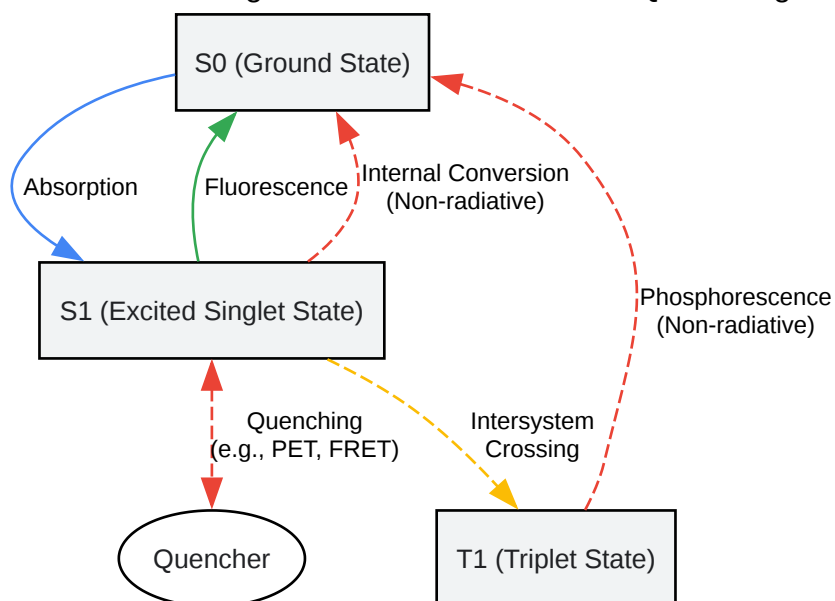 S0 (Ground State)
Absorption
Fluorescence
Internal Conversion
(Non-radiative)
S1 (Excited Singlet State)
Phosphorescence
(Non-radiative)
Quenching
(e.g., PET, FRET)
Intersystem
Crossing
Quencher
T1 (Triplet State)